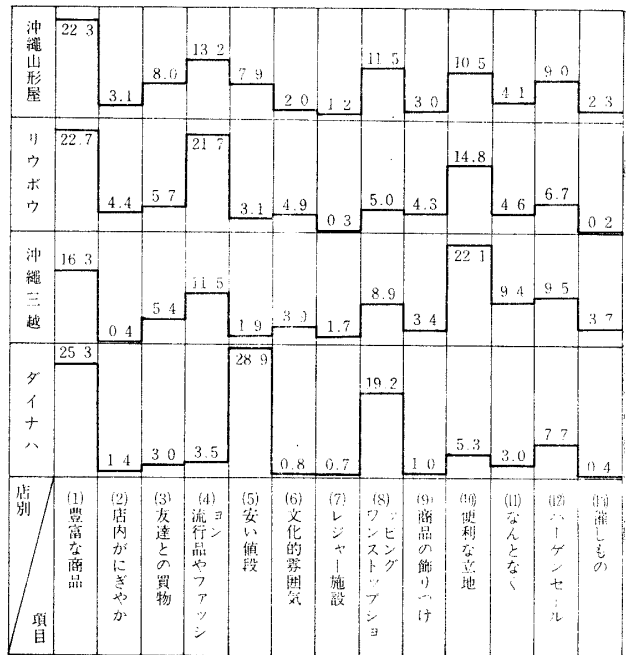 沖縄山形屋
22 3
3.1
8.0
13.2
7 9
2 0
1 2
11 5
3 0
10 5
4 1
9 0
2 3
リウボウ
22.7
4.4
5 7
21.7
3.1
4.9
0 3
5.0
4.3
14.8
4 6
6.7
0 2
沖縄三越
16 3
0 4
5 4
11.5
1 9
3 9
1.7
8.9
3 4
22 1
9 4
9 5
3 7
ダイナハ
25 3
1 4
3 0
3.5
28 9
0.8
0.7
19.2
1 0
5.3
3.0
7 7
0 4
店別
項目
(1) 豊富な商品
(2) 店内がにぎやか
(3) 友達との買物
(4) 流行品やファッション
(5) 安い値段
(6) 文化的雰囲気
(7) レジャー施設
(8) ワンストップショッピング
(9) 商品の飾りつけ
(10) 便利な立地
(11) なんとなく
(12) バーゲンセール
(13) 催しもの